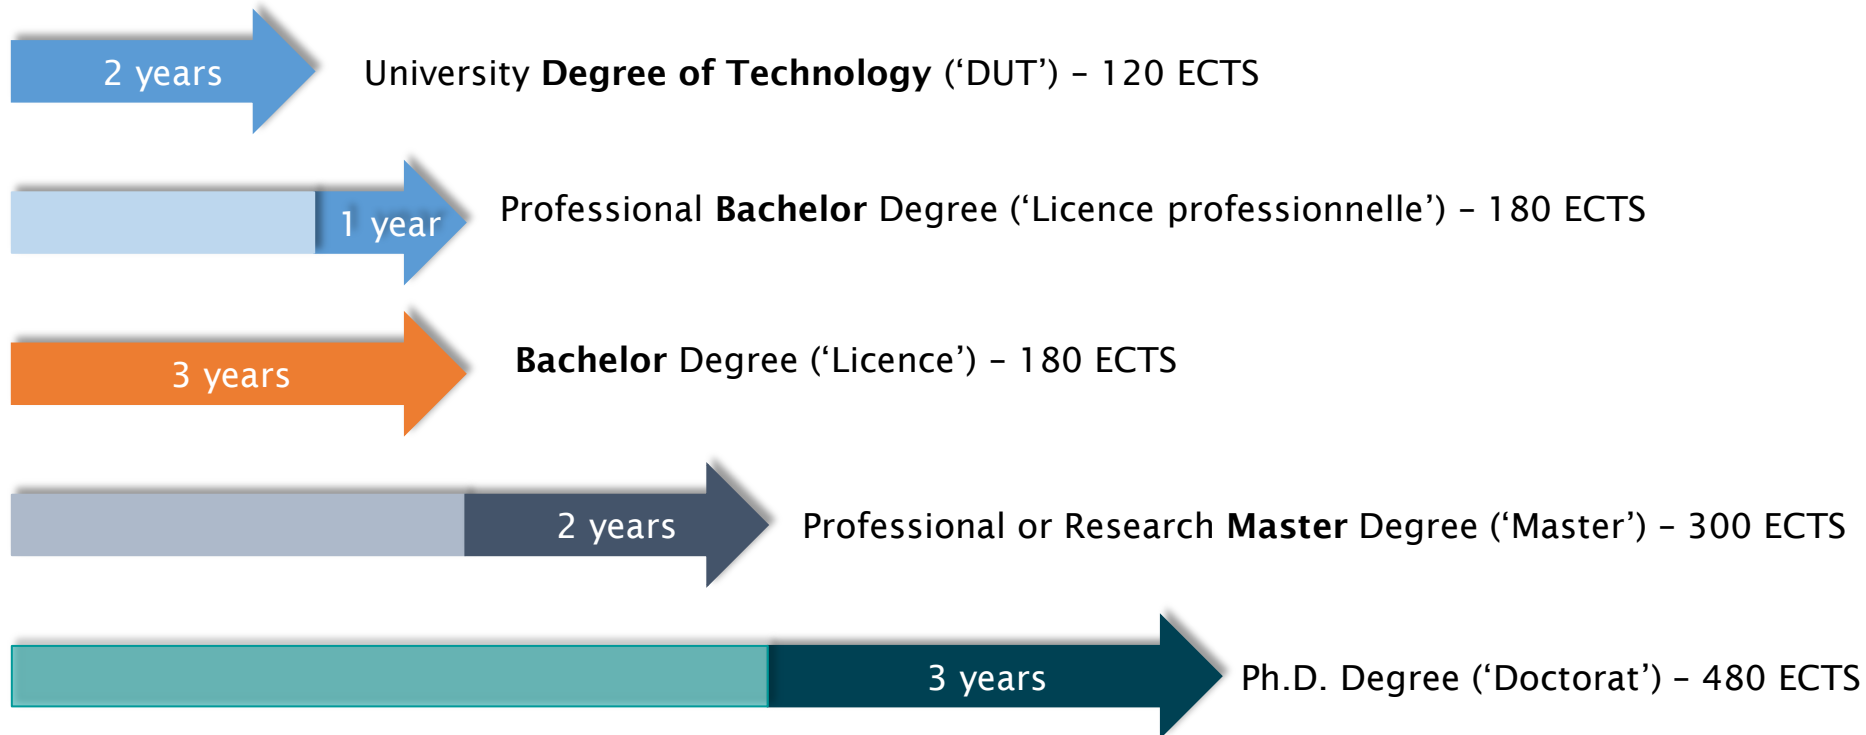 2 years
University Degree of Technology (‘DUT’) – 120 ECTS
1 year
Professional Bachelor Degree (‘Licence professionnelle’) – 180 ECTS
3 years
Bachelor Degree (‘Licence’) – 180 ECTS
2 years
Professional or Research Master Degree (‘Master’) – 300 ECTS
3 years
Ph.D. Degree (‘Doctorat’) – 480 ECTS